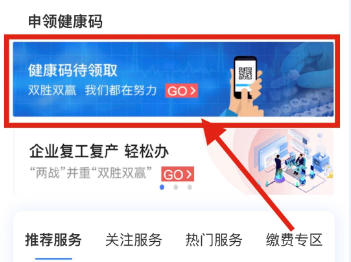 申领健康码
健康码待领取
双胜双赢 我们都在努力 GO>
企业复工复产 轻松办
“两战”并重“双胜双赢” GO>
推荐服务 关注服务 热门服务 缴费专区